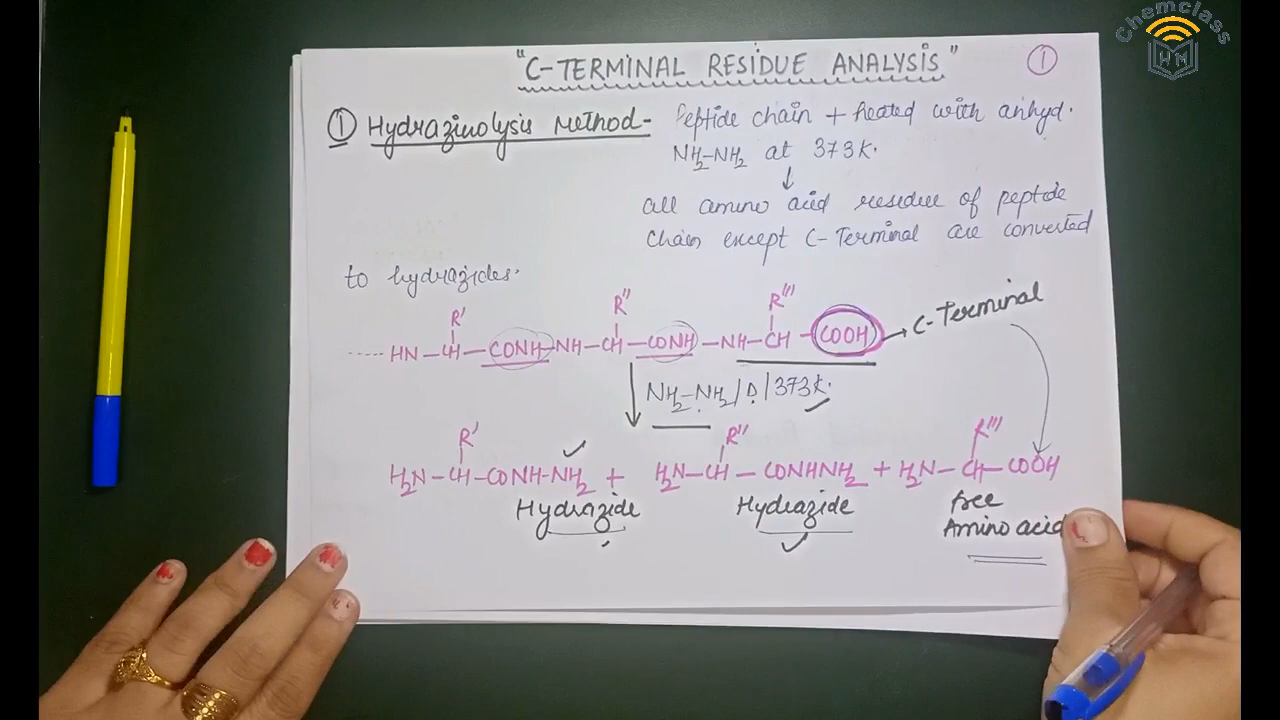 Chemclass
HM
"C-TERMINAL RESIDUE ANALYSIS" ①
① Hydrazinolysis Method- Peptide chain + heated with anhyd.
NH₂-NH₂ at 373K.
↓
all amino acid residue of peptide
chain except C-Terminal are converted
to hydrazides.
R' R'' R'''
.....HN-CH-CONH-NH-CH-CONH-NH-CH-COOH → C-Terminal
NH₂-NH₂/Δ/373K.
R' R'' R'''
H₂N-CH-CONH-NH₂ + H₂N-CH-CONHNH₂ + H₂N-CH-COOH
Hydrazide Hydrazide free
Amino acid